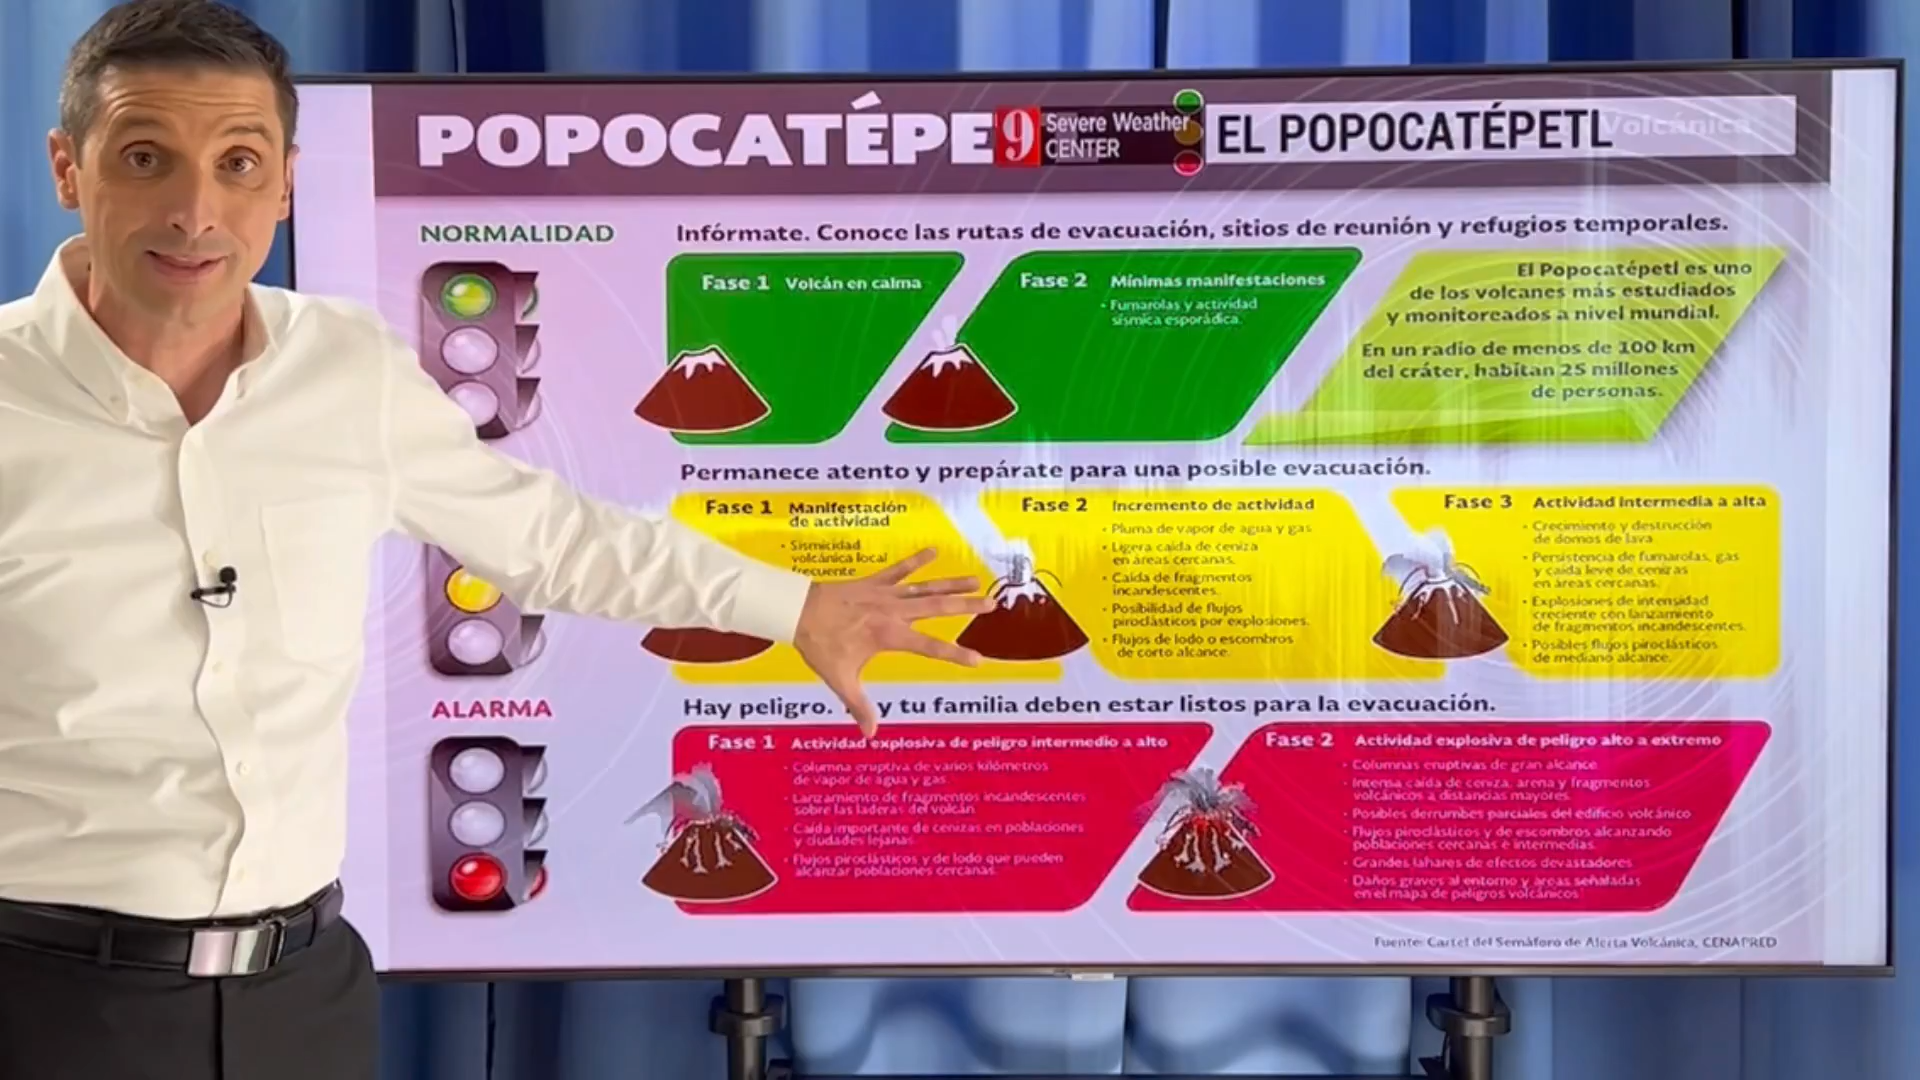 POPOCATÉPE
9
Severe Weather
CENTER
EL POPOCATÉPETL
Volcánica
NORMALIDAD
Infórmate. Conoce las rutas de evacuación, sitios de reunión y refugios temporales.
Fase 1 Volcán en calma
Fase 2 Mínimas manifestaciones
• Fumarolas y actividad
sísmica esporádica.
El Popocatépetl es uno
de los volcanes más estudiados
y monitoreados a nivel mundial.
En un radio de menos de 100 km
del cráter, habitan 25 millones
de personas.
Permanece atento y prepárate para una posible evacuación.
Fase 1 Manifestación
de actividad
• Sismicidad
volcánica local
frecuente
Fase 2 Incremento de actividad
• Pluma de vapor de agua y gas
• Ligera caída de ceniza
en áreas cercanas.
• Caída de fragmentos
incandescentes.
• Posibilidad de flujos
piroclásticos por explosiones.
• Flujos de lodo o escombros
de corto alcance.
Fase 3 Actividad intermedia a alta
• Crecimiento y destrucción
de domos de lava
• Persistencia de fumarolas, gas
y caída leve de cenizas
en áreas cercanas.
• Explosiones de intensidad
creciente con lanzamiento
de fragmentos incandescentes.
• Posibles flujos piroclásticos
de mediano alcance.
ALARMA
Hay peligro. y tu familia deben estar listos para la evacuación.
Fase 1 Actividad explosiva de peligro intermedio a alto
• Columna eruptiva de varios kilómetros
de vapor de agua y gas
• Lanzamiento de fragmentos incandescentes
sobre las laderas del volcán
• Caída importante de cenizas en poblaciones
y ciudades lejanas.
• Flujos piroclásticos y de lodo que pueden
alcanzar poblaciones cercanas.
Fase 2 Actividad explosiva de peligro alto a extremo
• Columnas eruptivas de gran alcance
• Intensa caída de ceniza, arena y fragmentos
volcánicos a distancias mayores.
• Posibles derrumbes parciales del edificio volcánico
• Flujos piroclásticos y de escombros alcanzando
poblaciones cercanas e intermedias.
• Grandes lahares de efectos devastadores
• Daños graves al entorno y áreas señaladas
en el mapa de peligros volcánicos
Fuente: Cartel del Semáforo de Alerta Volcánica, CENAPRED